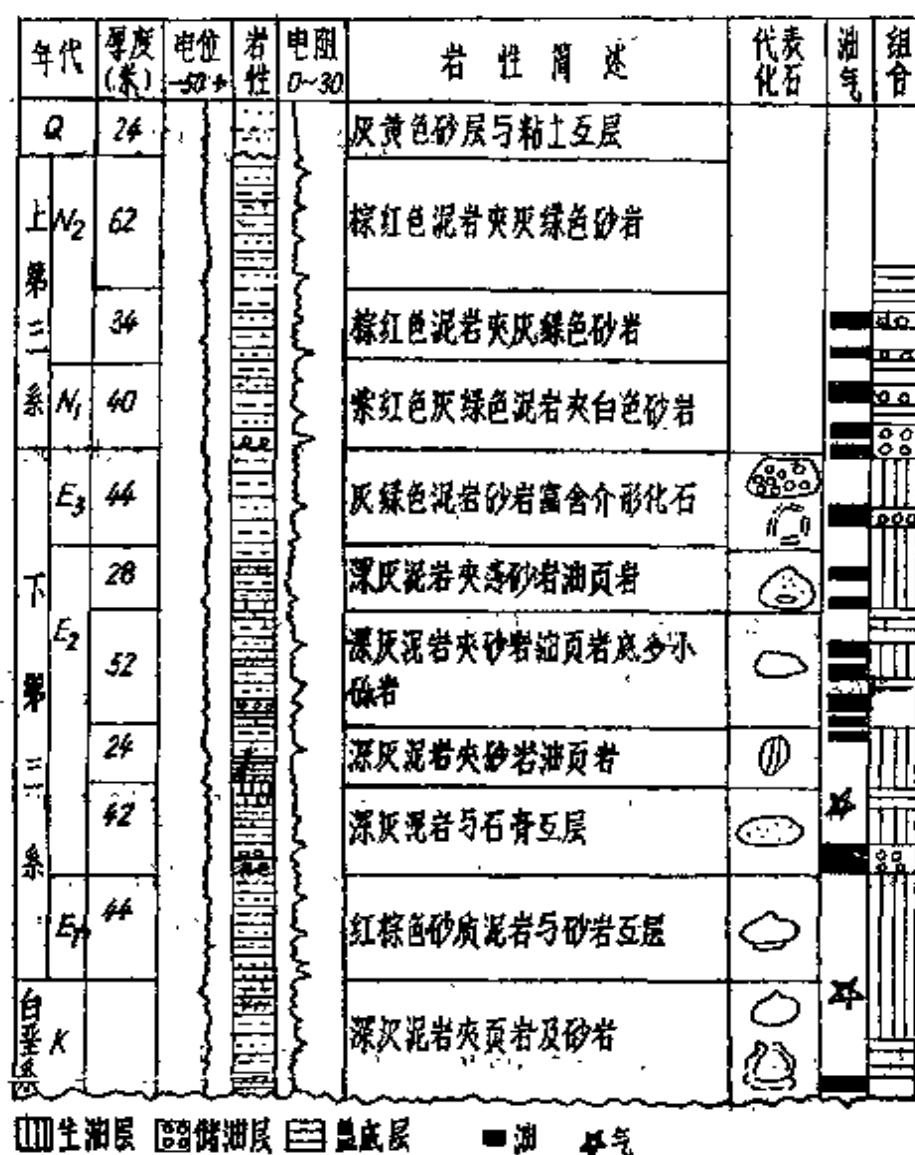 年代 厚度(米) 电位 -50+ 岩性 电阻 0~30 岩性简述 代表化石 油气 组合
Q 24 灰黄色砂层与粘土互层
上第三系 N2 62 棕红色泥岩夹灰绿色砂岩
34 棕红色泥岩夹灰绿色砂岩
N1 40 紫红色灰绿色泥岩夹白色砂岩
下第三系 E3 44 灰绿色泥岩砂岩富含介形化石
E2 28 深灰泥岩夹 砂岩油页岩
52 深灰泥岩夹砂岩油页岩底多小
砾岩
24 深灰泥岩夹砂岩油页岩
42 深灰泥岩与石膏互层
E1 44 红棕色砂质泥岩与砂岩互层
白垩系 K 深灰泥岩夹页岩及砂岩
生油层 储油层 盖底层 油 气